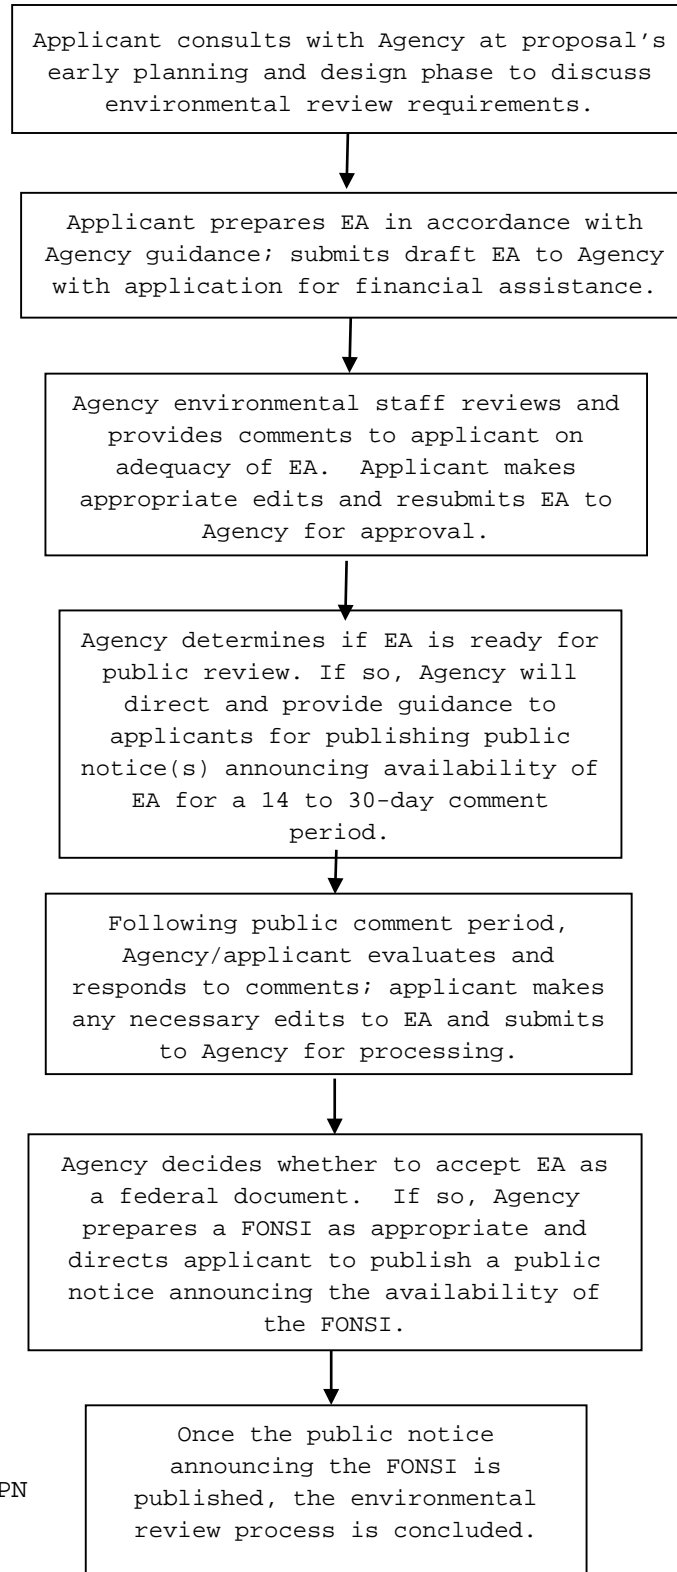 Applicant consults with Agency at proposal's
early planning and design phase to discuss
environmental review requirements.
Applicant prepares EA in accordance with
Agency guidance; submits draft EA to Agency
with application for financial assistance.
Agency environmental staff reviews and
provides comments to applicant on
adequacy of EA.  Applicant makes
appropriate edits and resubmits EA to
Agency for approval.
Agency determines if EA is ready for
public review. If so, Agency will
direct and provide guidance to
applicants for publishing public
notice(s) announcing availability of
EA for a 14 to 30-day comment
period.
Following public comment period,
Agency/applicant evaluates and
responds to comments; applicant makes
any necessary edits to EA and submits
to Agency for processing.
Agency decides whether to accept EA as
a federal document.  If so, Agency
prepares a FONSI as appropriate and
directs applicant to publish a public
notice announcing the availability of
the FONSI.
Once the public notice
announcing the FONSI is
published, the environmental
review process is concluded.
PN